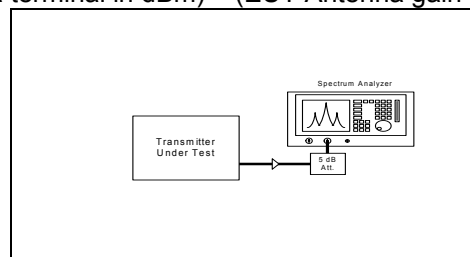 terminal in dBm) (EUT Antenna gain
Spectrum Analyzer
Transmitter
Under Test
5 dB
Att.